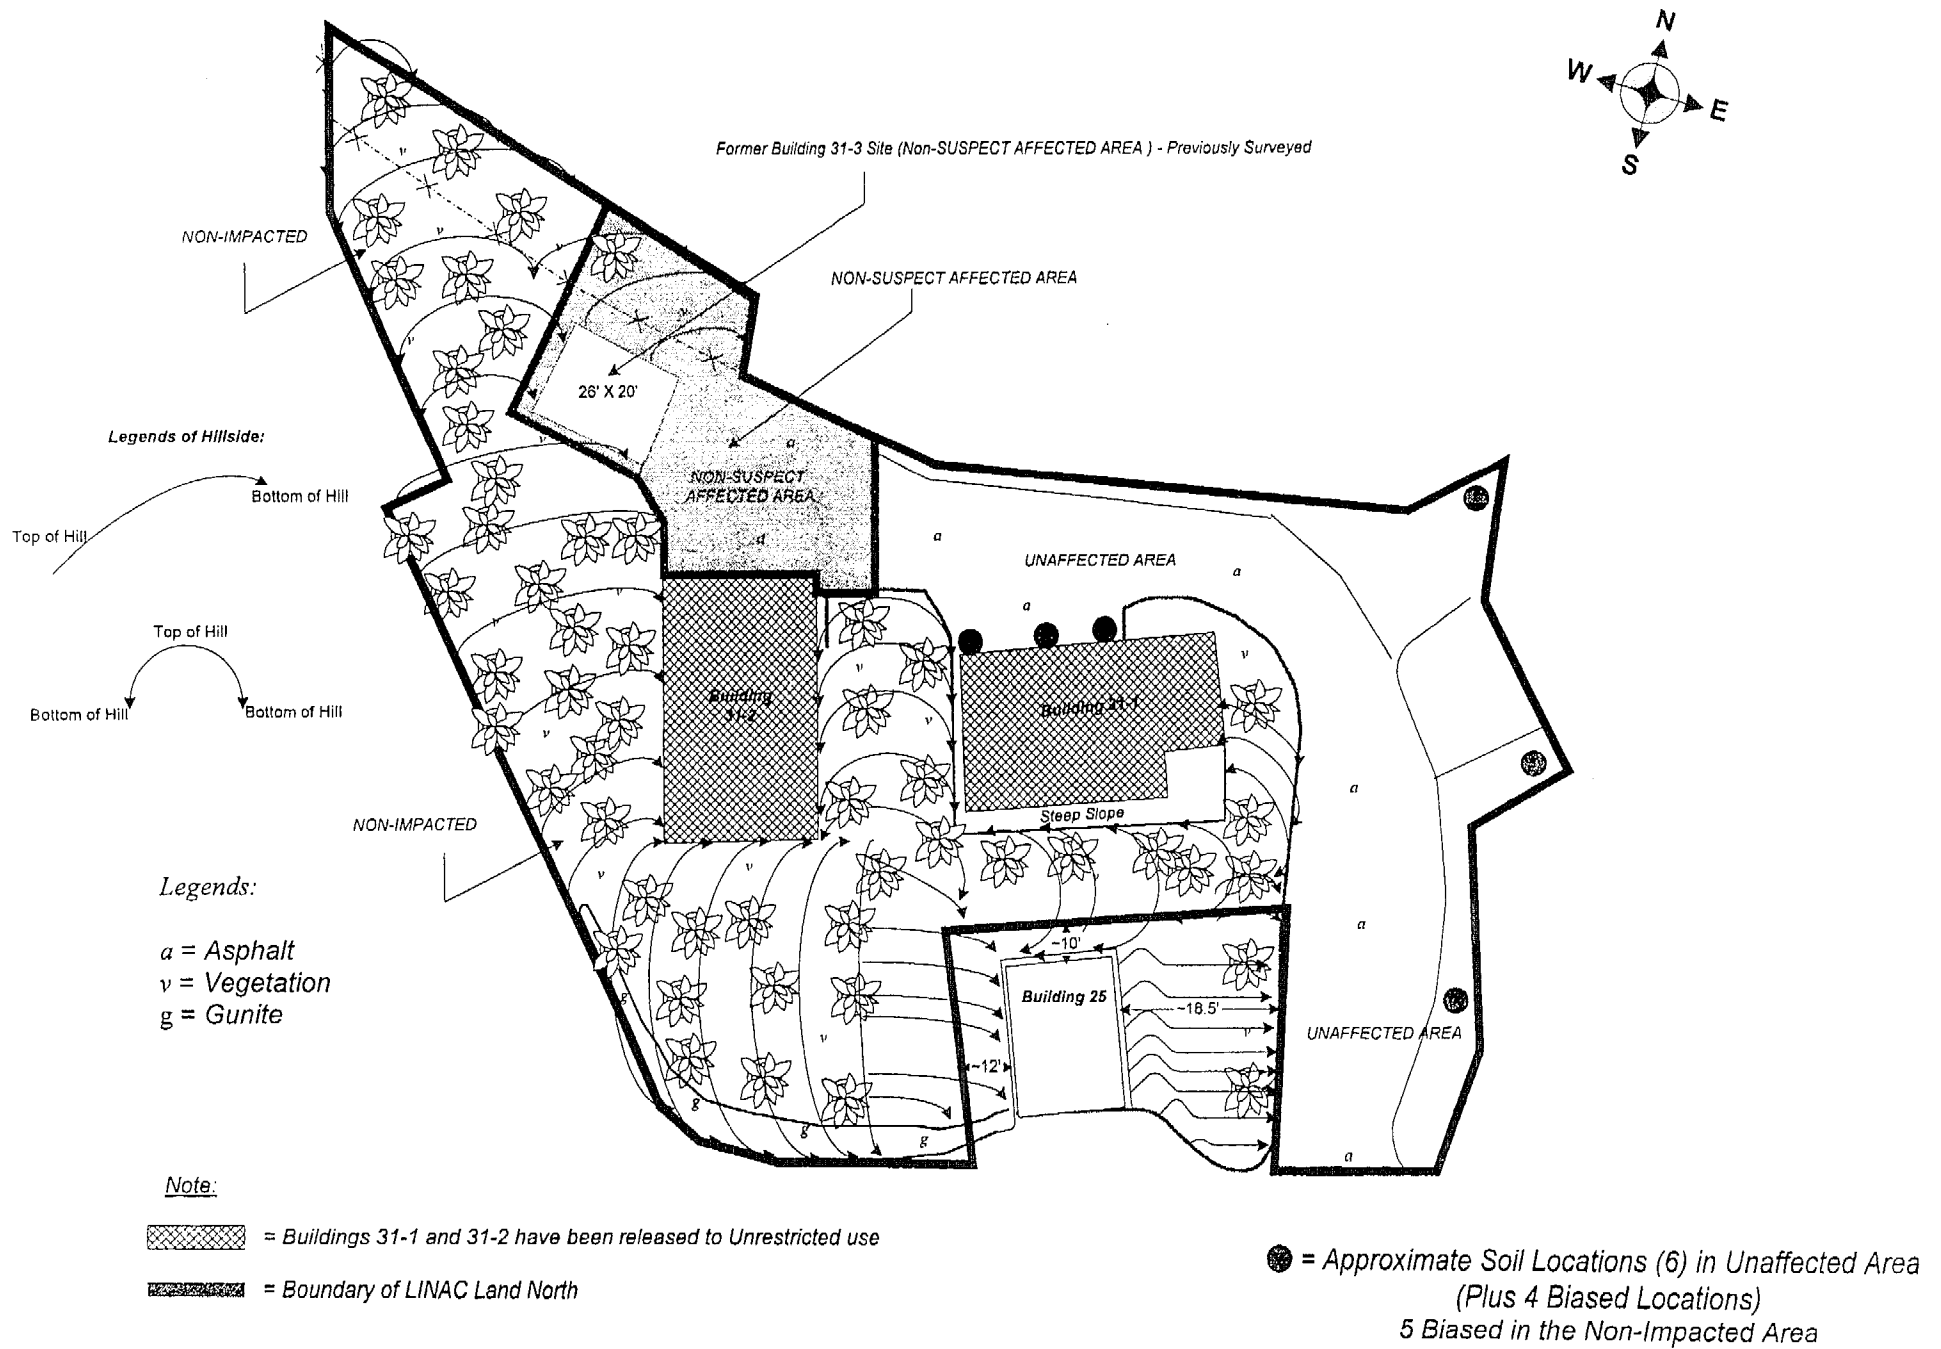 N
W
E
S
Former Building 31-3 Site (Non-SUSPECT AFFECTED AREA ) - Previously Surveyed
NON-IMPACTED
NON-SUSPECT AFFECTED AREA
v
v
v
v
v
v
26' X 20'
v
a
Legends of Hillside:
Bottom of Hill
Top of Hill
NON-SUSPECT
AFFECTED AREA
a
a
UNAFFECTED AREA
a
a
v
v
Top of Hill
Bottom of Hill
Bottom of Hill
v
v
Building
31-2
v
v
Building 31-1
a
Steep Slope
NON-IMPACTED
v
v
Legends:
a = Asphalt
v = Vegetation
g = Gunite
a
~10'
Building 25
~18.5'
g
v
v
UNAFFECTED AREA
~12'
g
g
g
a
Note:
= Buildings 31-1 and 31-2 have been released to Unrestricted use
= Boundary of LINAC Land North
= Approximate Soil Locations (6) in Unaffected Area
(Plus 4 Biased Locations)
5 Biased in the Non-Impacted Area